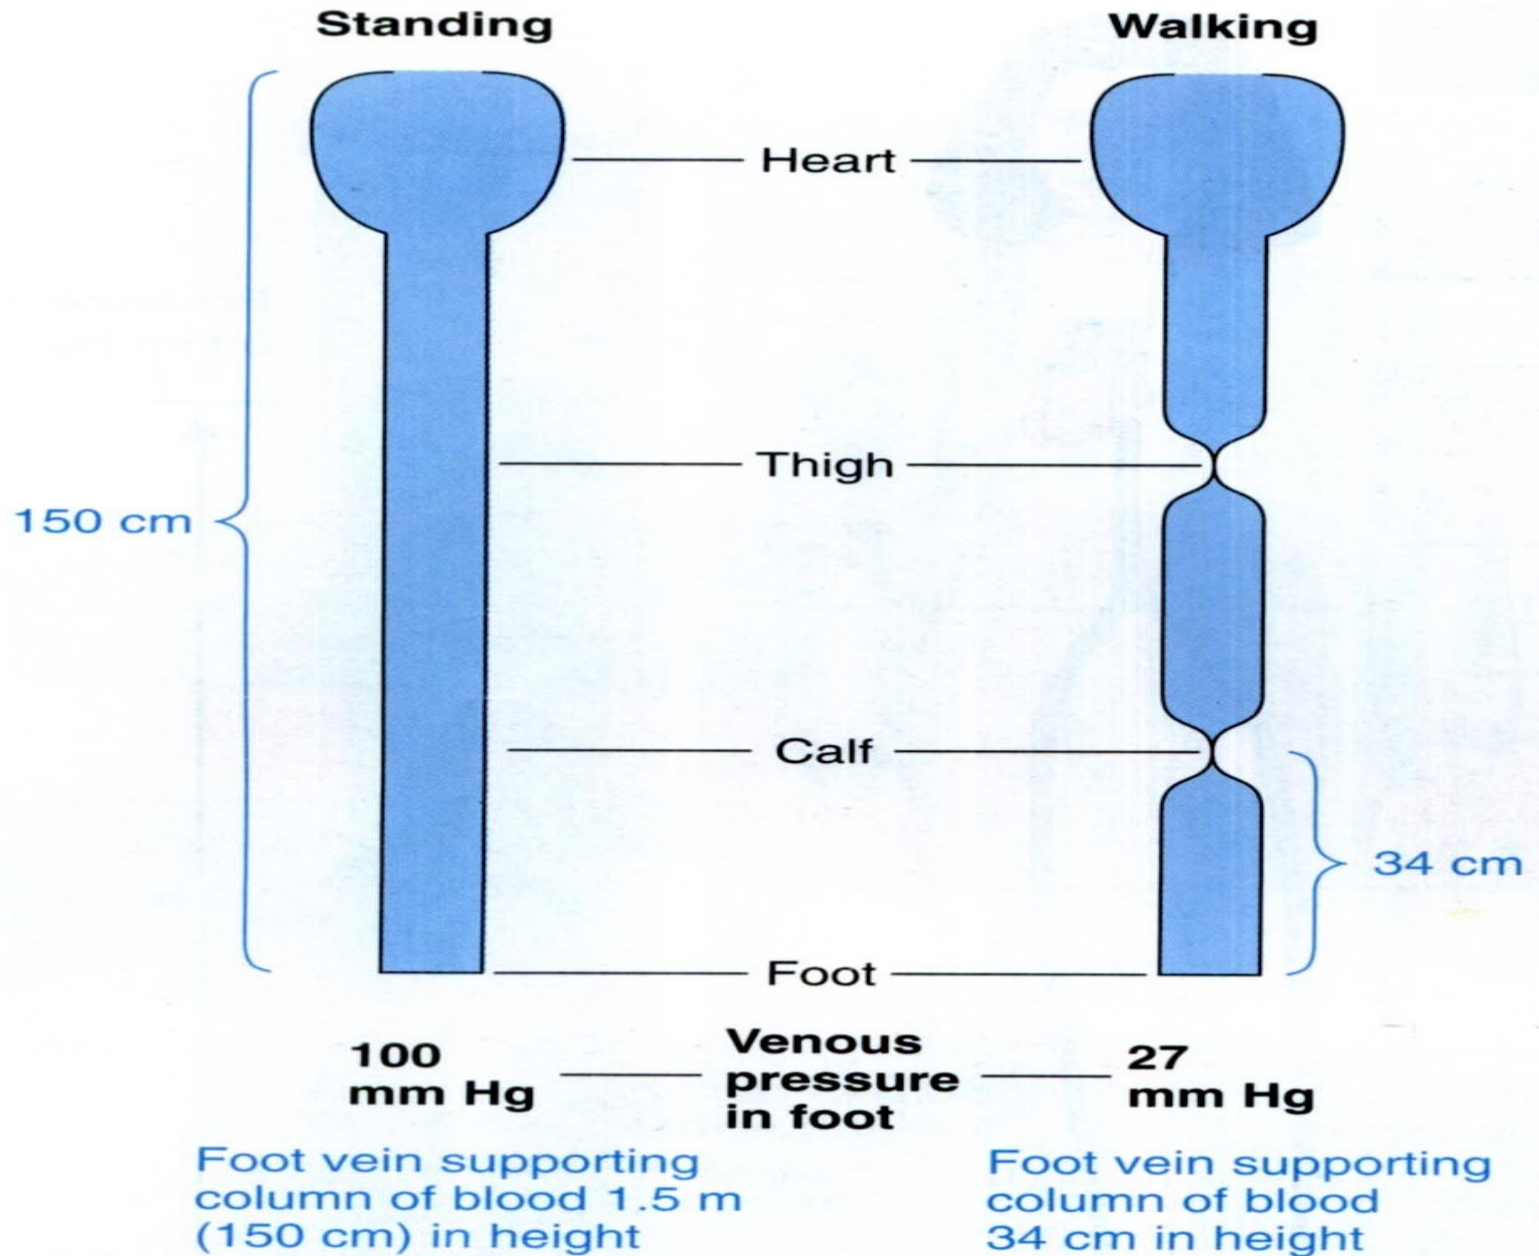 Standing
Walking
Heart
Thigh
150 cm
Calf
34 cm
Foot
100
mm Hg
Venous
pressure
in foot
27
mm Hg
Foot vein supporting
column of blood 1.5 m
(150 cm) in height
Foot vein supporting
column of blood
34 cm in height